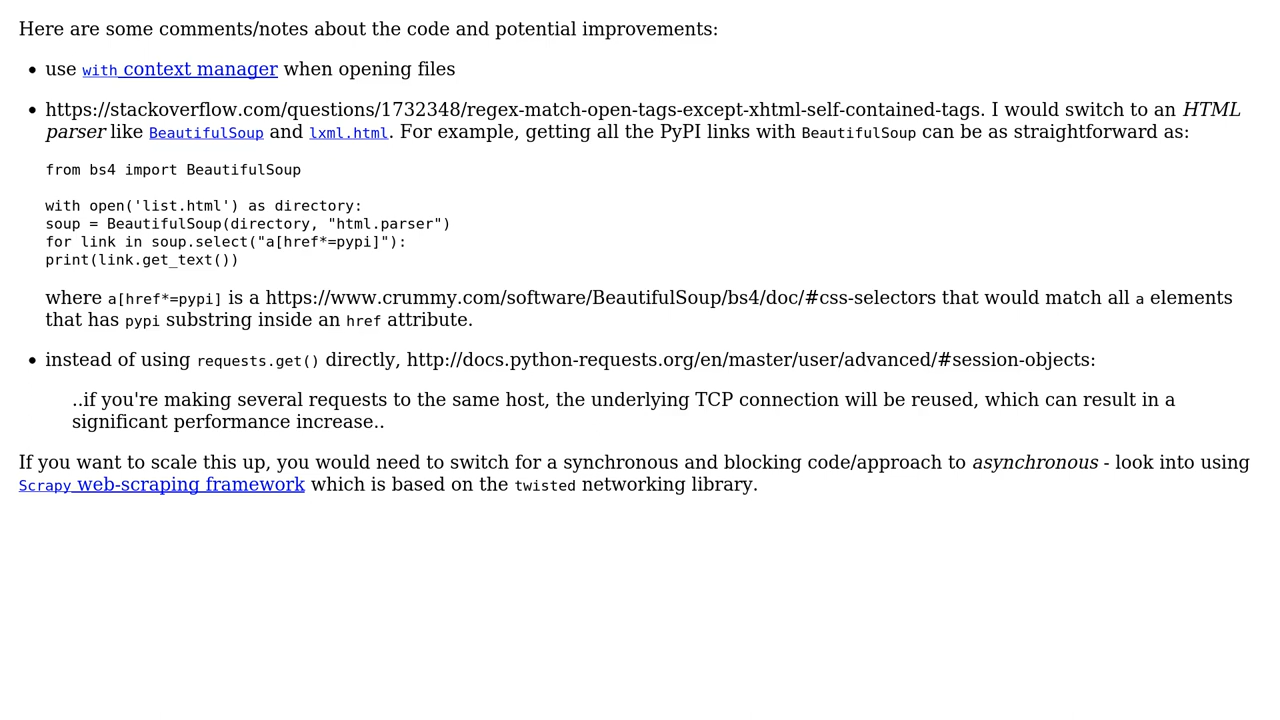 Here are some comments/notes about the code and potential improvements:
• use with context manager when opening files
• https://stackoverflow.com/questions/1732348/regex-match-open-tags-except-xhtml-self-contained-tags. I would switch to an HTML
parser like BeautifulSoup and lxml.html. For example, getting all the PyPI links with BeautifulSoup can be as straightforward as:
from bs4 import BeautifulSoup
with open('list.html') as directory:
soup = BeautifulSoup(directory, "html.parser")
for link in soup.select("a[href*=pypi]"):
print(link.get_text())
where a[href*=pypi] is a https://www.crummy.com/software/BeautifulSoup/bs4/doc/#css-selectors that would match all a elements
that has pypi substring inside an href attribute.
• instead of using requests.get() directly, http://docs.python-requests.org/en/master/user/advanced/#session-objects:
..if you're making several requests to the same host, the underlying TCP connection will be reused, which can result in a
significant performance increase..
If you want to scale this up, you would need to switch for a synchronous and blocking code/approach to asynchronous - look into using
Scrapy web-scraping framework which is based on the twisted networking library.